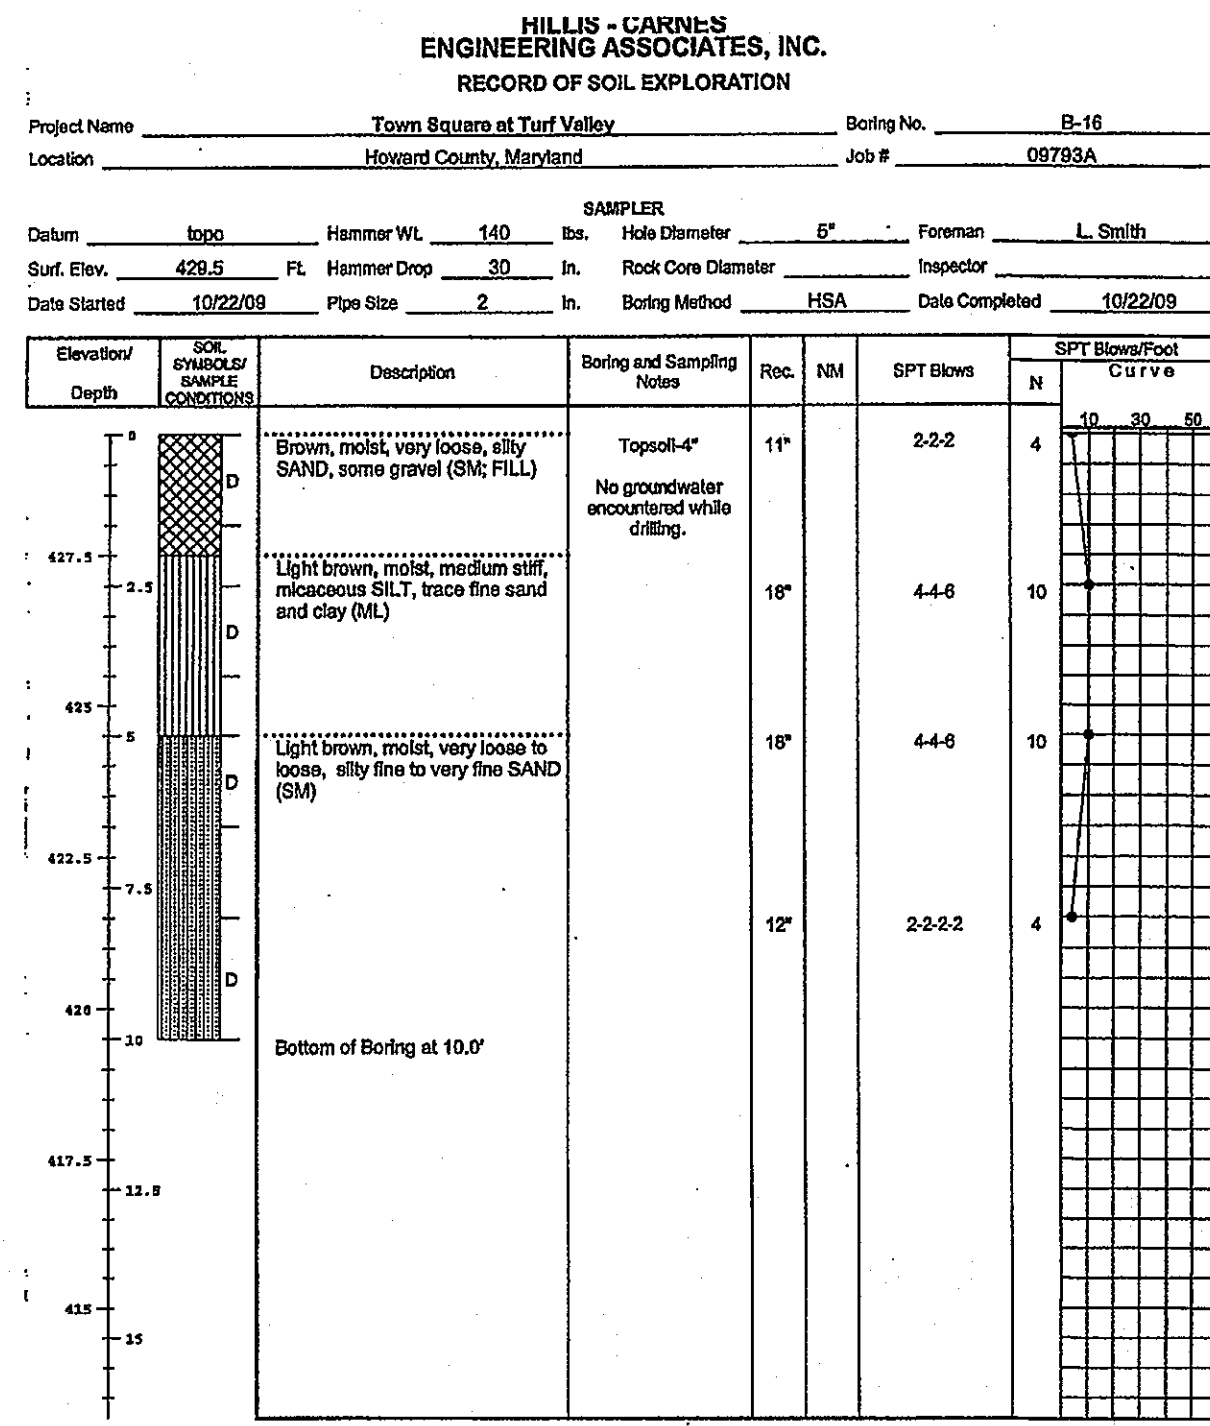 HILLIS - CARNES
ENGINEERING ASSOCIATES, INC.
RECORD OF SOIL EXPLORATION
Project Name Town Square at Turf Valley Boring No. B-16
Location Howard County, Maryland Job # 09793A
SAMPLER
Datum topo Hammer Wt. 140 lbs. Hole Diameter 5" Foreman L. Smith
Surf. Elev. 429.5 Ft. Hammer Drop 30 in. Rock Core Diameter Inspector
Date Started 10/22/09 Pipe Size 2 in. Boring Method HSA Date Completed 10/22/09
Elevation/ Depth
SOIL SYMBOLS/ SAMPLE CONDITIONS
Description
Boring and Sampling Notes
Rec.
NM
SPT Blows
SPT Blows/Foot
N
Curve
10 30 50
0
Brown, moist, very loose, silty
SAND, some gravel (SM; FILL)
Topsoil-4"
11"
2-2-2
4
D
No groundwater
encountered while
drilling.
427.5
Light brown, moist, medium stiff,
micaceous SILT, trace fine sand
and clay (ML)
2.5
18"
4-4-6
10
D
425
5
Light brown, moist, very loose to
loose, silty fine to very fine SAND
(SM)
18"
4-4-6
10
D
422.5
7.5
12"
2-2-2-2
4
D
420
10
Bottom of Boring at 10.0'
417.5
12.5
415
15